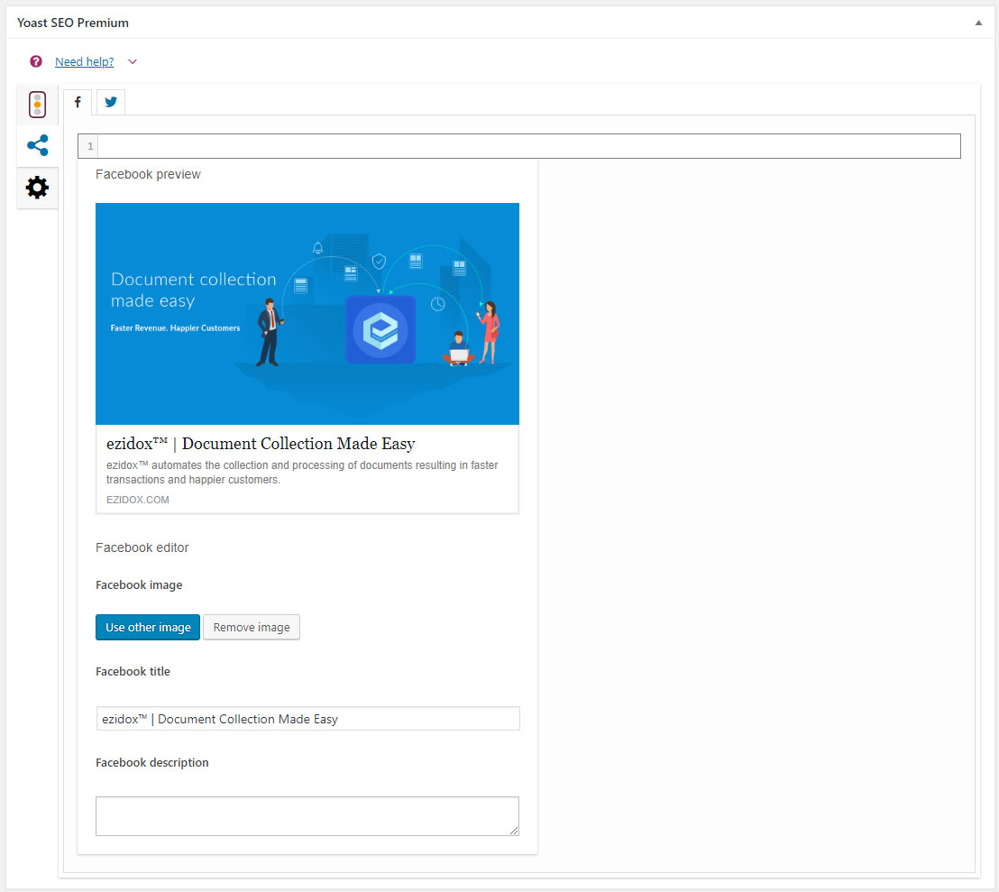 Yoast SEO Premium
Need help?
1
Facebook preview
Document collection
made easy
Faster Revenue. Happier Customers
ezidox™ | Document Collection Made Easy
ezidox™ automates the collection and processing of documents resulting in faster
transactions and happier customers.
EZIDOX.COM
Facebook editor
Facebook image
Use other image
Remove image
Facebook title
ezidox™ | Document Collection Made Easy
Facebook description